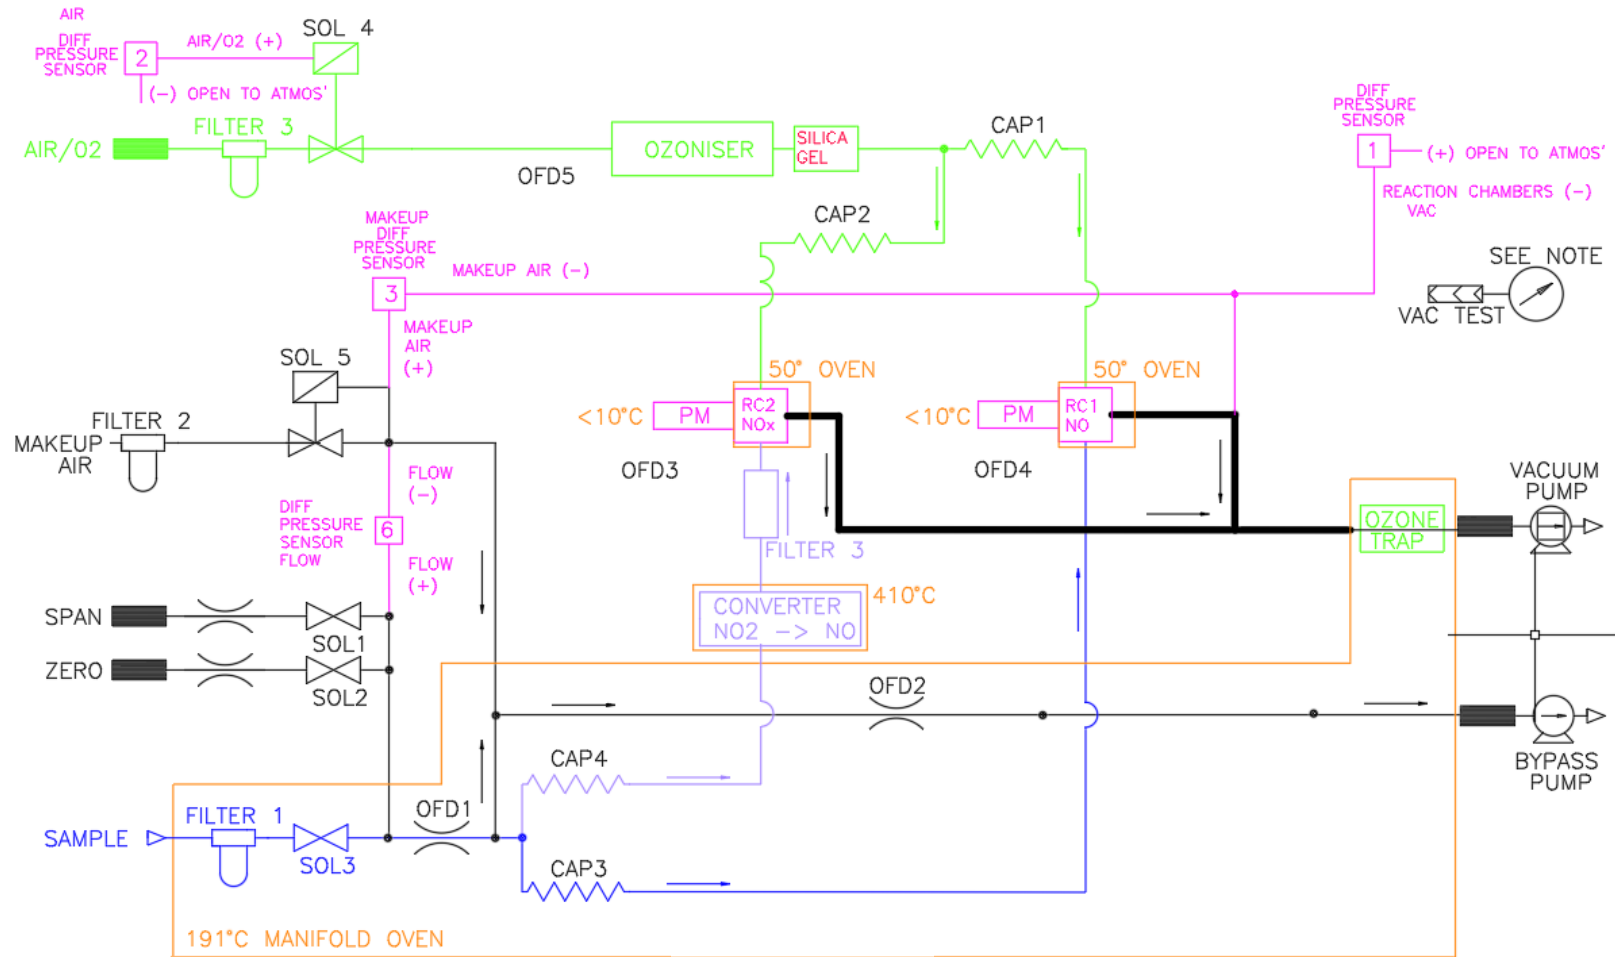 AIR
DIFF
PRESSURE
SENSOR
2
AIR/O2 (+)
(−) OPEN TO ATMOS'
SOL 4
AIR/O2
FILTER 3
OFD5
OZONISER
SILICA
GEL
CAP1
CAP2
DIFF
PRESSURE
SENSOR
1
(+) OPEN TO ATMOS'
REACTION CHAMBERS (−)
VAC
SEE NOTE
VAC TEST
MAKEUP
DIFF
PRESSURE
SENSOR
3
MAKEUP AIR (−)
MAKEUP
AIR
(+)
SOL 5
FILTER 2
MAKEUP
AIR
50° OVEN
<10°C
PM
RC2
NOx
OFD3
50° OVEN
<10°C
PM
RC1
NO
OFD4
FLOW
(−)
DIFF
PRESSURE
SENSOR
FLOW
6
FLOW
(+)
FILTER 3
CONVERTER
NO2 -> NO
410°C
OZONE
TRAP
VACUUM
PUMP
SPAN
SOL1
ZERO
SOL2
OFD2
BYPASS
PUMP
CAP4
OFD1
SAMPLE
FILTER 1
SOL3
CAP3
191°C MANIFOLD OVEN